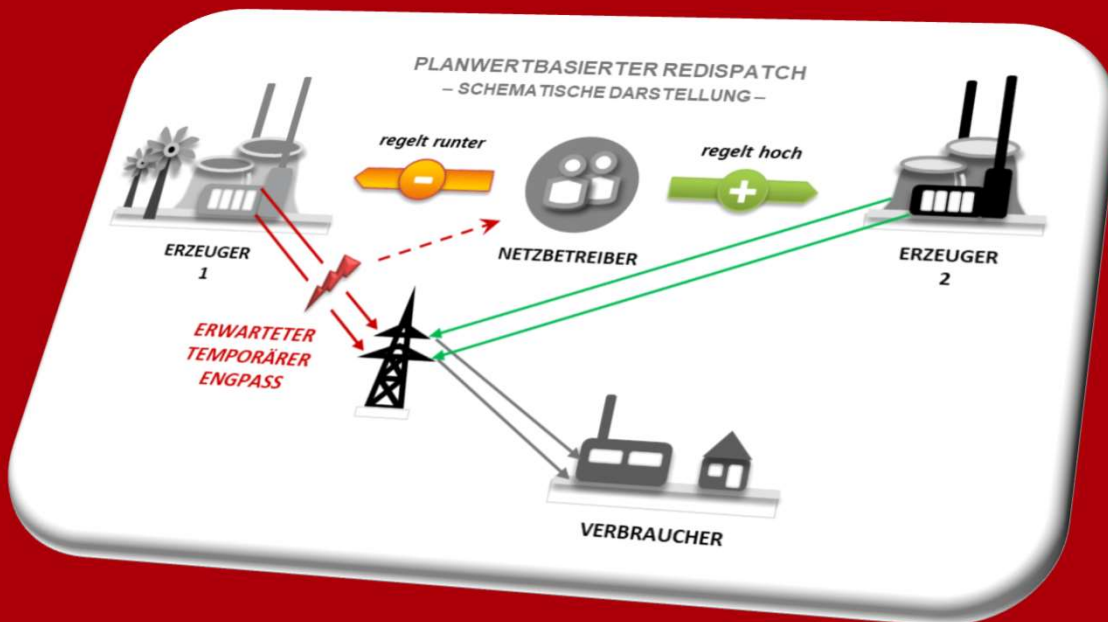 PLANWERTBASIERTER REDISPATCH
– SCHEMATISCHE DARSTELLUNG –
regelt runter
regelt hoch
-
+
ERZEUGER
1
NETZBETREIBER
ERZEUGER
2
ERWARTETER
TEMPORÄRER
ENGPASS
VERBRAUCHER